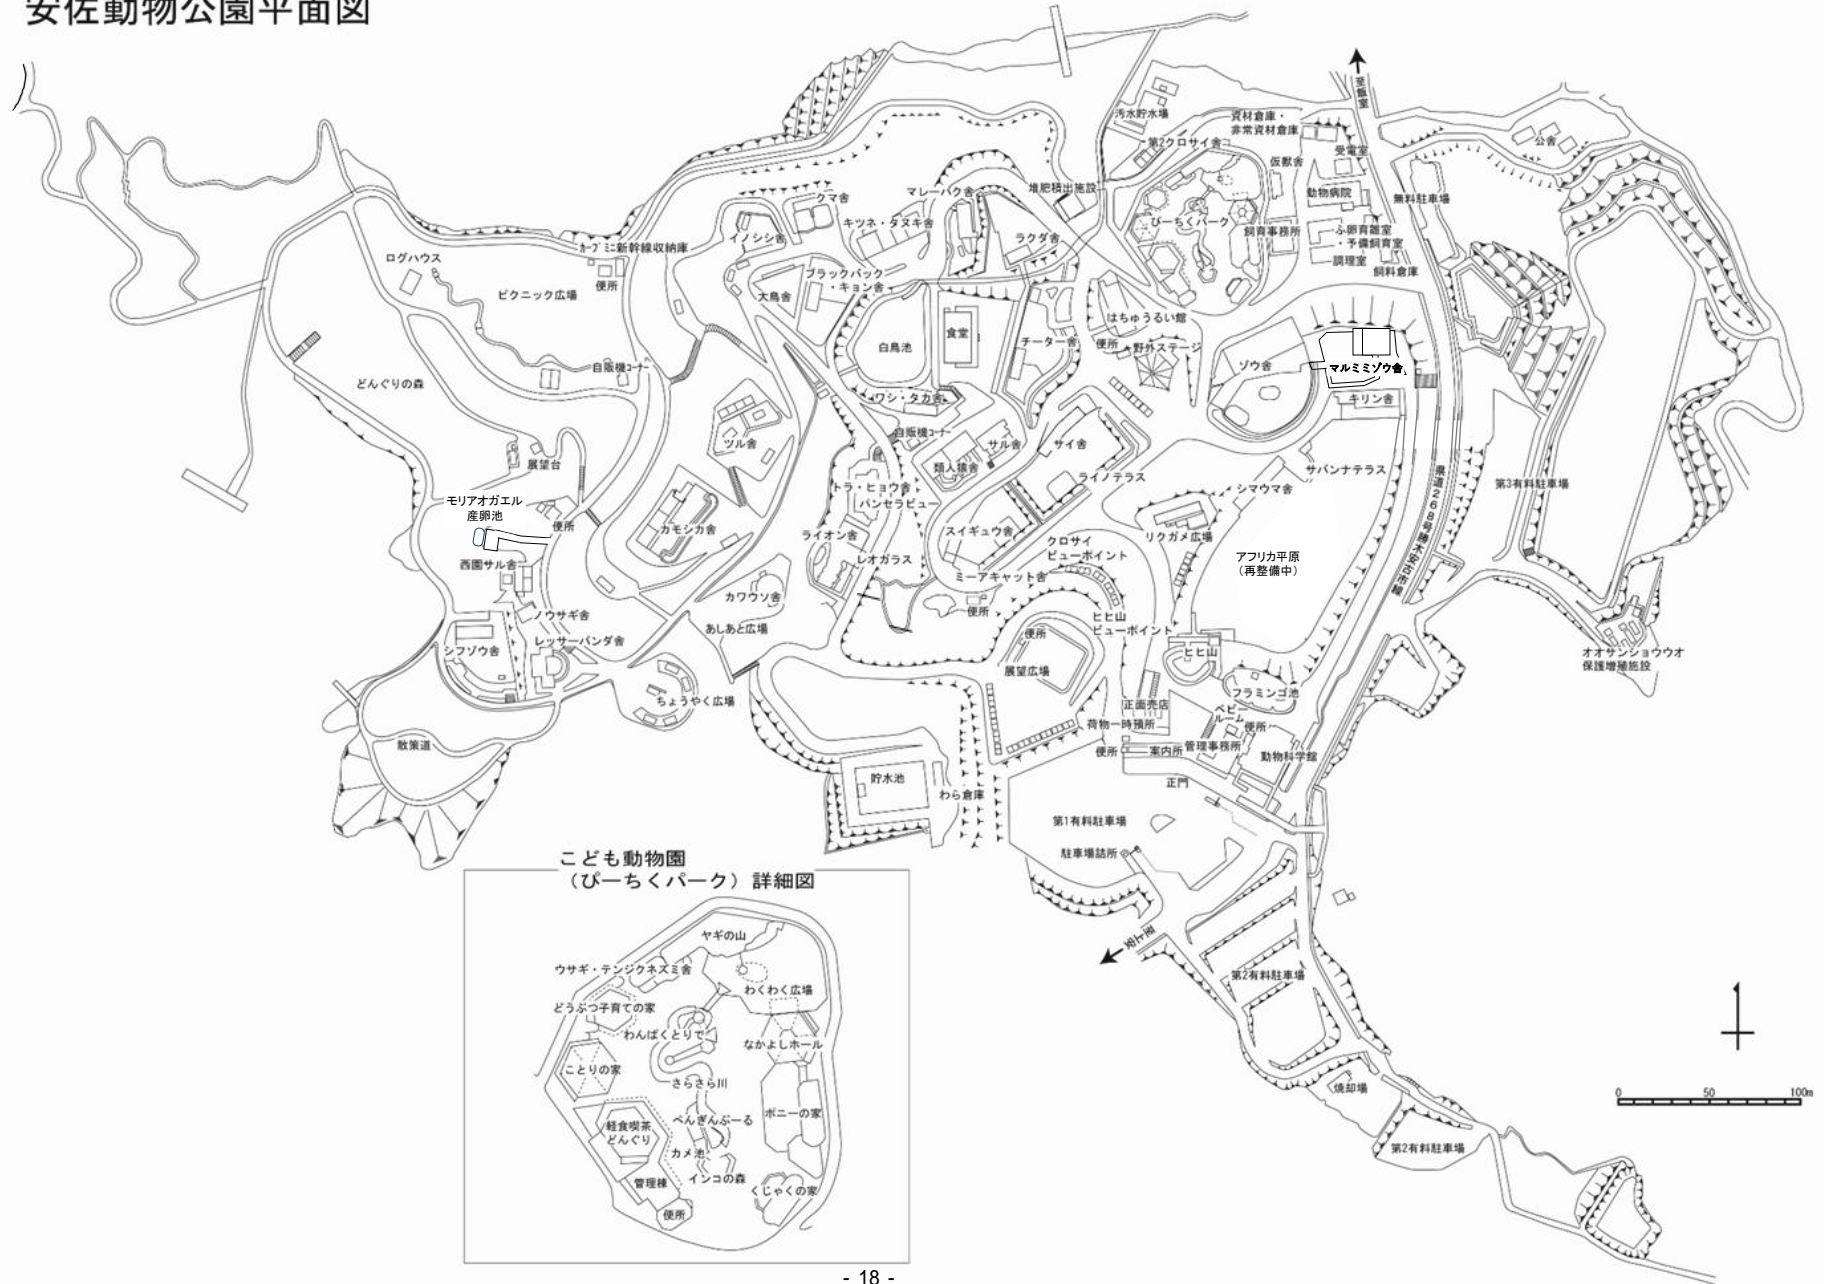 安佐動物公園平面図
至飯室
汚水貯水場
資材倉庫・
非常資材倉庫
第2クロサイ舎
受電室
公舎
仮獣舎
動物病院
無料駐車場
クマ舎
マレーバク舎
堆肥積出施設
キツネ・タヌキ舎
ぴーちくパーク
飼育事務所
ふ卵育雛室
・予備飼育室
調理室
飼料倉庫
ｶｰﾌﾟﾐﾆ新幹線収納庫
イノシシ舎
ラクダ舎
ログハウス
便所
ピクニック広場
ブラックバック
・キョン舎
大鳥舎
はちゅうるい館
食堂
白鳥池
チーター舎
便所
野外ステージ
ゾウ舎
マルミミゾウ舎
キリン舎
自販機ｺｰﾅｰ
どんぐりの森
ワシ・タカ舎
自販機ｺｰﾅｰ
ツル舎
サル舎
サイ舎
類人猿舎
展望台
トラ・ヒョウ舎
パンセラビュー
ライノテラス
サバンナテラス
シマウマ舎
県道268号勝木安古市線
第3有料駐車場
モリアオガエル
産卵池
便所
カモシカ舎
ライオン舎
スイギュウ舎
リクガメ広場
クロサイ
ビューポイント
レオガラス
アフリカ平原
(再整備中)
西園サル舎
ミーアキャット舎
便所
カワウソ舎
ノウサギ舎
あしあと広場
ヒヒ山
ビューポイント
便所
レッサーパンダ舎
シフゾウ舎
ヒヒ山
オオサンショウウオ
保護増殖施設
展望広場
フラミンゴ池
ちょうやく広場
正面売店
ベビー
ルーム
荷物一時預所
便所
散策道
便所
案内所
管理事務所
動物科学館
貯水池
わら倉庫
正門
第1有料駐車場
駐車場詰所
至上安
第2有料駐車場
焼却場
第2有料駐車場
0 50 100m
こども動物園
(ぴーちくパーク) 詳細図
ヤギの山
ウサギ・テンジクネズミ舎
わくわく広場
どうぶつ子育ての家
わんぱくとりで
なかよしホール
ことりの家
さらさら川
ぺんぎんぷーる
ポニーの家
軽食喫茶
どんぐり
カメ池
インコの森
管理棟
くじゃくの家
便所
- 18 -